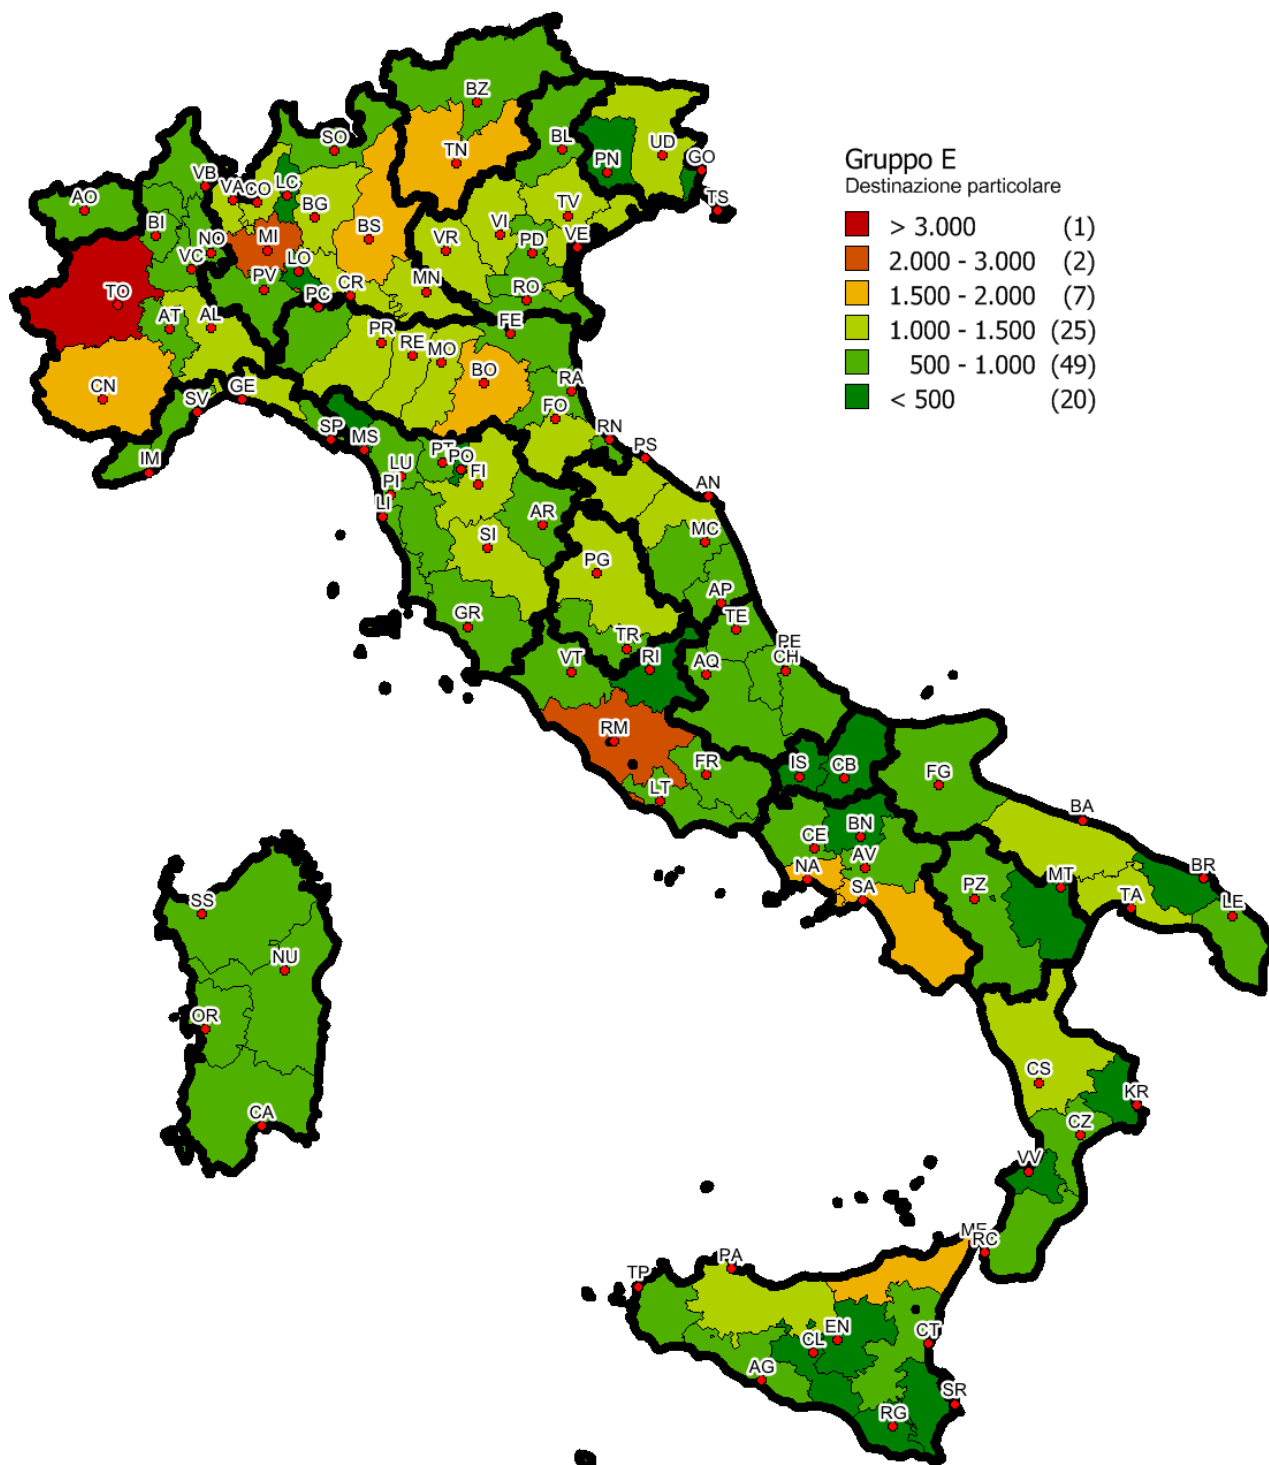 Gruppo E
Destinazione particolare
> 3.000 (1)
2.000 - 3.000 (2)
1.500 - 2.000 (7)
1.000 - 1.500 (25)
500 - 1.000 (49)
< 500 (20)
BZ
SO
TN
BL
UD
PN
GO
VB
VA
CO
LC
AO
BI
BG
TV
TS
NO
MI
BS
VR
VI
PD
VE
VC
LO
TO
PV
CR
MN
RO
PC
AT
AL
PR
RE
MO
FE
CN
BO
RA
SV
GE
FO
RN
IM
SP
MS
PT
PO
PS
LU
FI
PI
LI
AN
AR
MC
SI
PG
AP
GR
TE
TR
PE
VT
RI
AQ
CH
RM
FR
IS
CB
FG
LT
BA
CE
BN
AV
NA
SA
PZ
MT
BR
TA
LE
SS
NU
OR
CS
KR
CA
CZ
VV
ME
RC
TP
PA
CL
EN
CT
AG
SR
RG